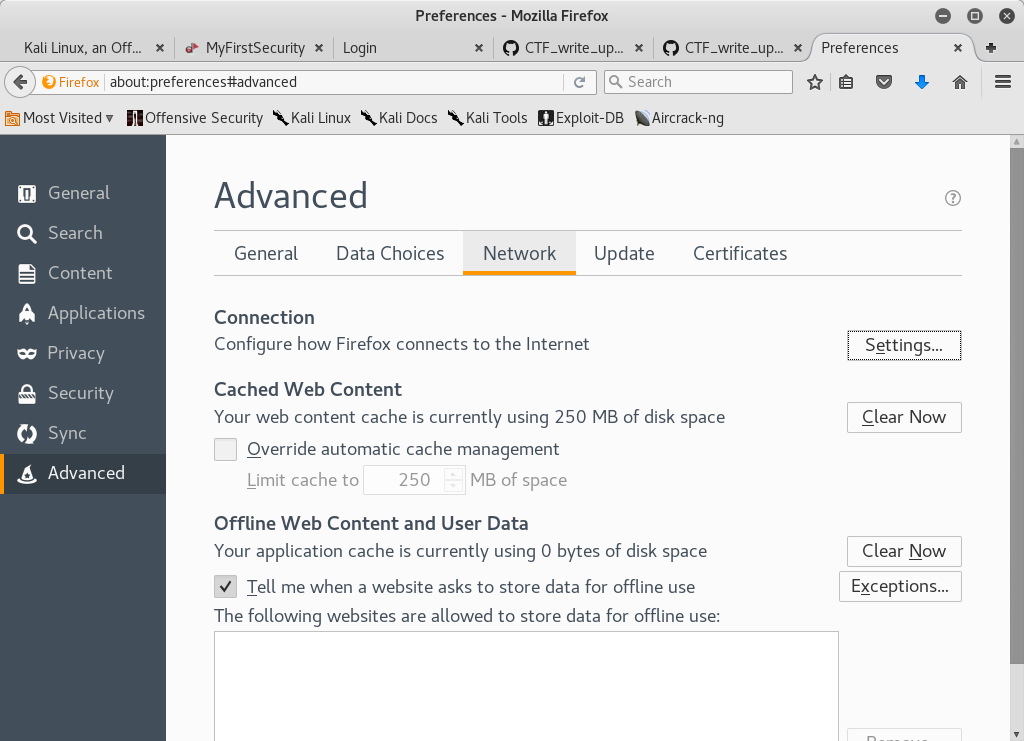 Preferences - Mozilla Firefox
Kali Linux, an Off... MyFirstSecurity Login CTF_write_up... CTF_write_up... Preferences
Firefox about:preferences#advanced Search
Most Visited Offensive Security Kali Linux Kali Docs Kali Tools Exploit-DB Aircrack-ng
General
Search
Content
Applications
Privacy
Security
Sync
Advanced
Advanced
General Data Choices Network Update Certificates
Connection
Configure how Firefox connects to the Internet Settings...
Cached Web Content
Your web content cache is currently using 250 MB of disk space Clear Now
Override automatic cache management
Limit cache to 250 MB of space
Offline Web Content and User Data
Your application cache is currently using 0 bytes of disk space Clear Now
Tell me when a website asks to store data for offline use Exceptions...
The following websites are allowed to store data for offline use: